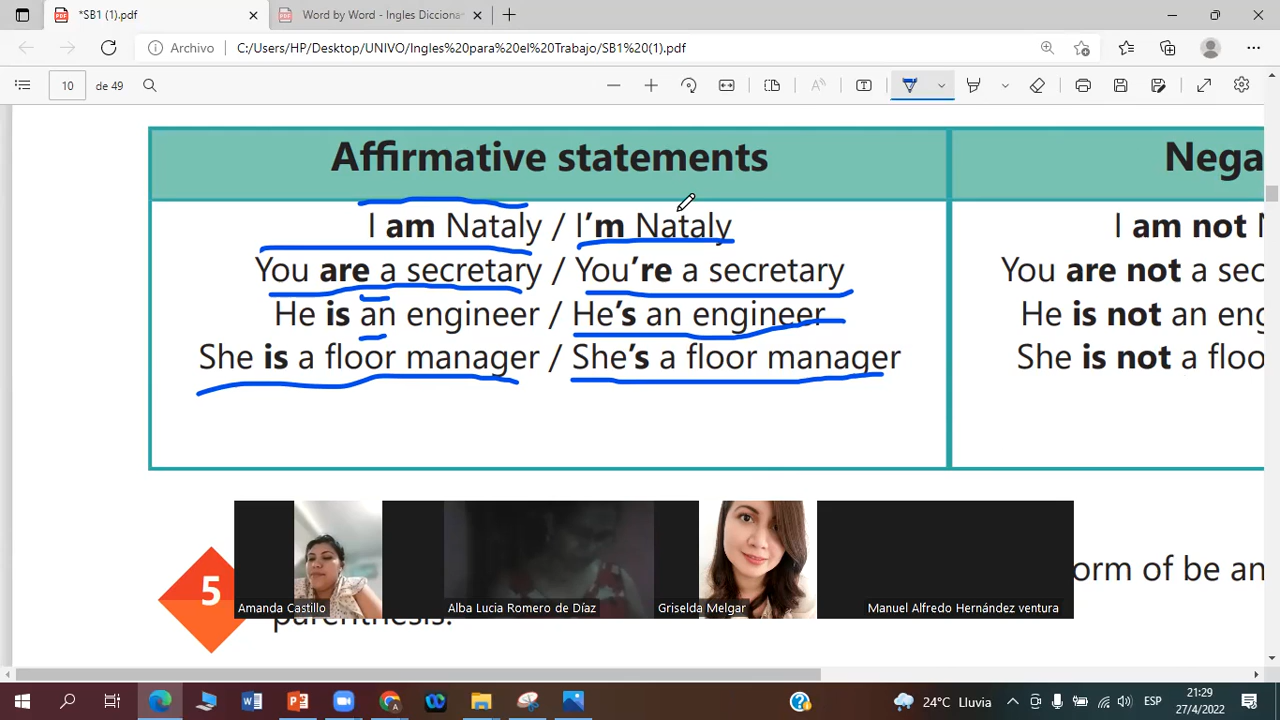 *SB1 (1).pdf
Word by Word - Ingles Dicciona
Archivo
C:/Users/HP/Desktop/UNIVO/Ingles%20para%20el%20Trabajo/SB1%20(1).pdf
10 de 49
Affirmative statements
Nega
I am Nataly / I'm Nataly
I am not N
You are a secretary / You're a secretary
You are not a sec
He is an engineer / He's an engineer
He is not an eng
She is a floor manager / She's a floor manager
She is not a floo
5
orm of be an
parenthesis.
Amanda Castillo
Alba Lucia Romero de Díaz
Griselda Melgar
Manuel Alfredo Hernández ventura
24°C Lluvia
ESP
21:29
27/4/2022